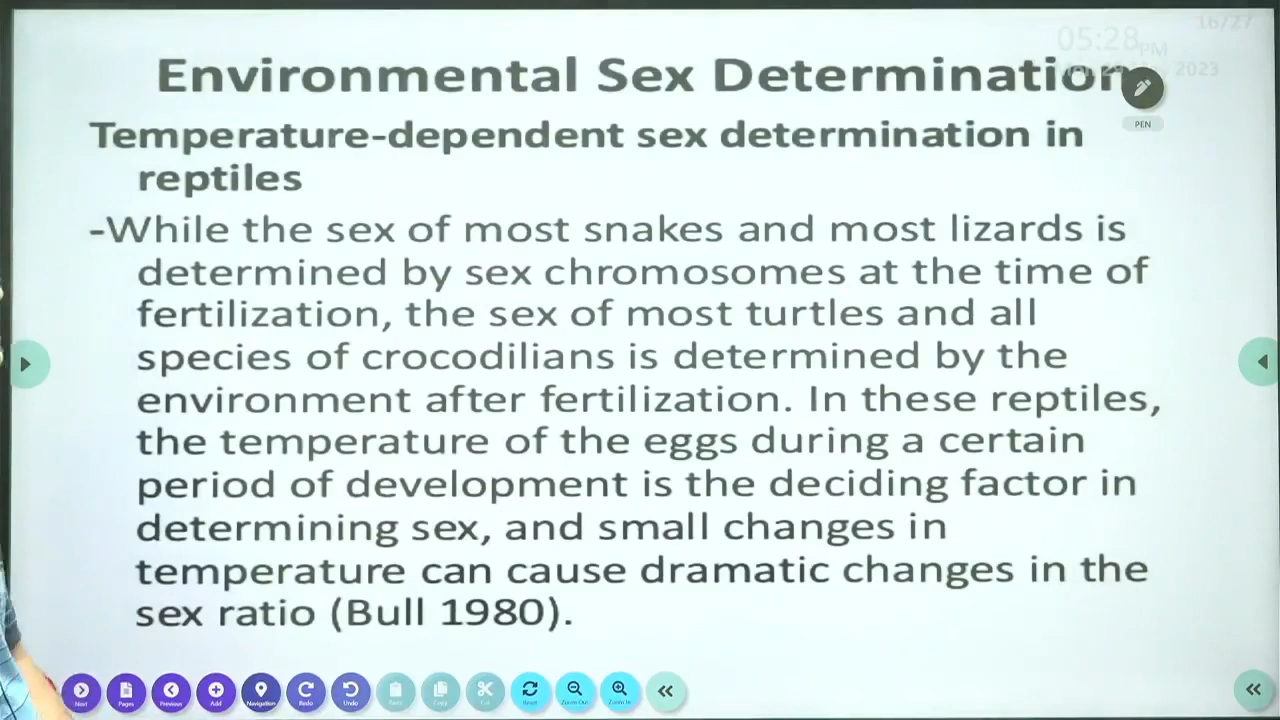 16/27
05:28PM
2023
Environmental Sex Determination
PEN
Temperature-dependent sex determination in
reptiles
-While the sex of most snakes and most lizards is
determined by sex chromosomes at the time of
fertilization, the sex of most turtles and all
species of crocodilians is determined by the
environment after fertilization. In these reptiles,
the temperature of the eggs during a certain
period of development is the deciding factor in
determining sex, and small changes in
temperature can cause dramatic changes in the
sex ratio (Bull 1980).
Next Pages Previous Add Navigation Redo Undo Copy Cut Reset Zoom Out Zoom In